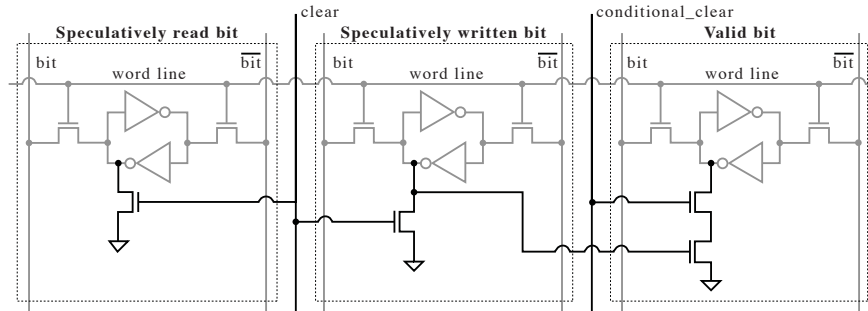 clear
conditional_clear
Speculatively read bit
Speculatively written bit
Valid bit
bit
word line
bit
bit
word line
bit
bit
word line
bit